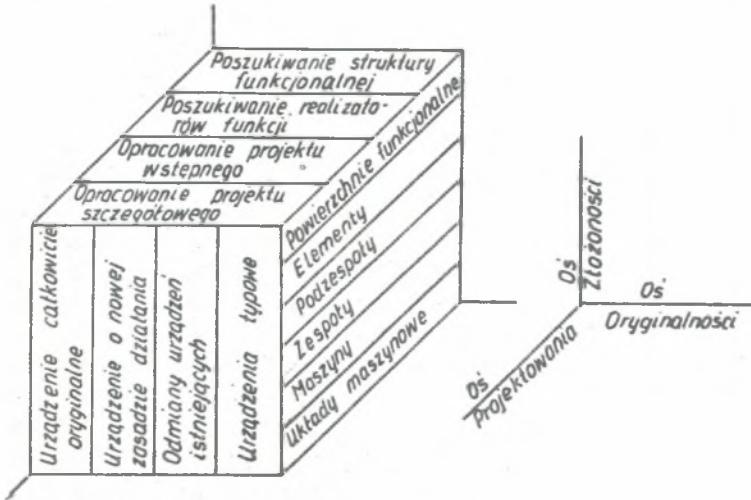 Poszukiwanie struktury
funkcjonalnej
Poszukiwanie realizato-
rów funkcji
Opracowanie projektu
wstępnego
Opracowanie projektu
szczegółowego
Urządzenie całkowicie
oryginalne
Urządzenie o nowej
zasadzie działania
Odmiany urządzeń
istniejących
Urządzenia typowe
Powierzchnie funkcjonalne
Elementy
Podzespoły
Zespoły
Maszyny
Układy maszynowe
Oś
Złożoności
Oś
Oryginalności
Oś
Projektowania